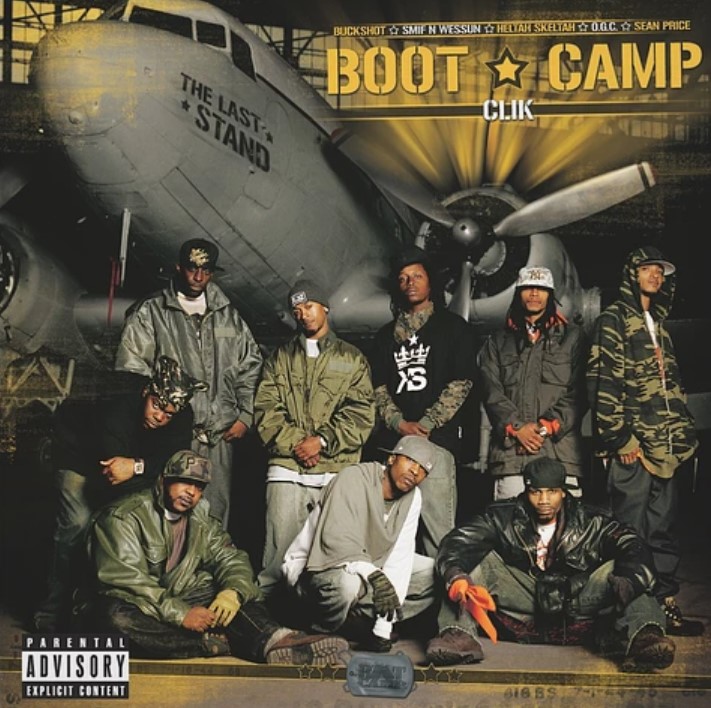 BUCKSHOT ☆ SMIF N WESSUN ☆ HELTAH SKELTAH ☆ O.G.C. ☆ SEAN PRICE
BOOT ☆ CAMP
CLIK
THE LAST
★ STAND ★
PARENTAL
ADVISORY
EXPLICIT CONTENT